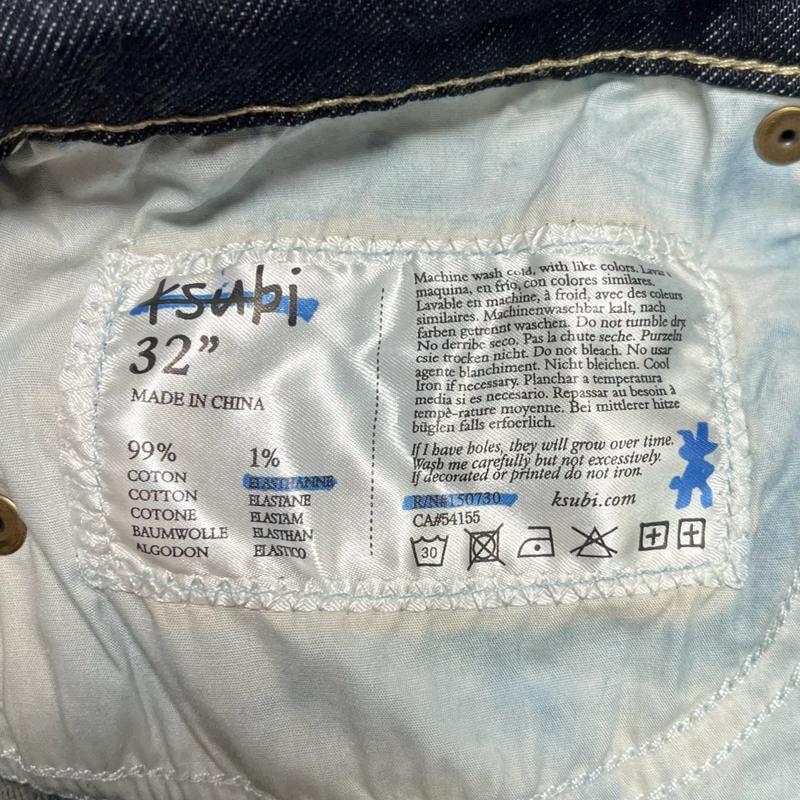 ksubi
32”
MADE IN CHINA
99%
COTON
COTTON
COTONE
BAUMWOLLE
ALGODON
1%
ELASTHANNE
ELASTANE
ELASTAM
ELASTHAN
ELASTICO
Machine wash cold, with like colors. Lava
maquina, en frio, con colores similares.
Lavable en machine, à froid, avec des coleurs
similaires. Machinenwaschbar kalt, nach
farben getrennt waschen. Do not tumble dry.
No derribe seco. Pas la chute seche. Purzeln
csie trocken nicht. Do not bleach. No usar
agente blanchiment. Nicht bleichen. Cool
Iron if necessary. Planchar a temperatura
media si es necesario. Repassar au besoin à
tempè-rature moyenne. Bei mittlerer hitze
büglen falls erfoerlich.
If I have holes, they will grow over time.
Wash me carefully but not excessively.
If decorated or printed do not iron.
R/N#150730 ksubi.com
CA#54155
30